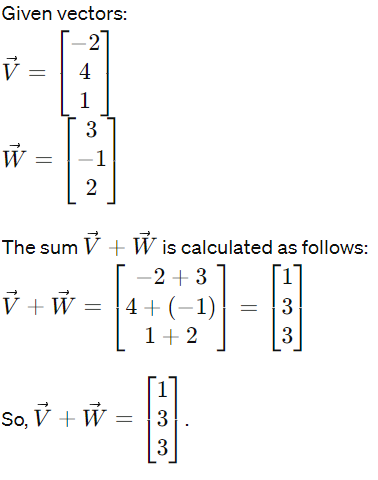 Given vectors:
$\vec{V} = \begin{bmatrix} -2 \\ 4 \\ 1 \end{bmatrix}$
$\vec{W} = \begin{bmatrix} 3 \\ -1 \\ 2 \end{bmatrix}$
The sum $\vec{V} + \vec{W}$ is calculated as follows:
$\vec{V} + \vec{W} = \begin{bmatrix} -2 + 3 \\ 4 + (-1) \\ 1 + 2 \end{bmatrix} = \begin{bmatrix} 1 \\ 3 \\ 3 \end{bmatrix}$
So, $\vec{V} + \vec{W} = \begin{bmatrix} 1 \\ 3 \\ 3 \end{bmatrix}$.